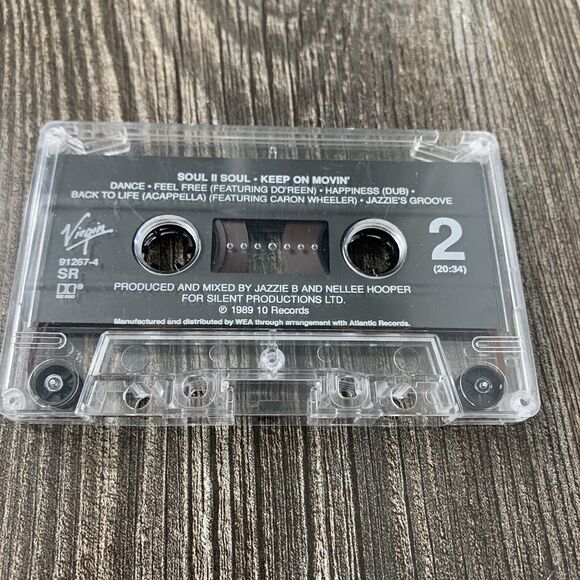 SOUL II SOUL • KEEP ON MOVIN'
DANCE • FEEL FREE (FEATURING DO'REEN) • HAPPINESS (DUB) •
BACK TO LIFE (ACAPPELLA) (FEATURING CARON WHEELER) • JAZZIE'S GROOVE
Virgin
91267-4
SR
2
(20:34)
PRODUCED AND MIXED BY JAZZIE B AND NELLEE HOOPER
FOR SILENT PRODUCTIONS LTD.
℗ 1989 10 Records
Manufactured and distributed by WEA through arrangement with Atlantic Records.